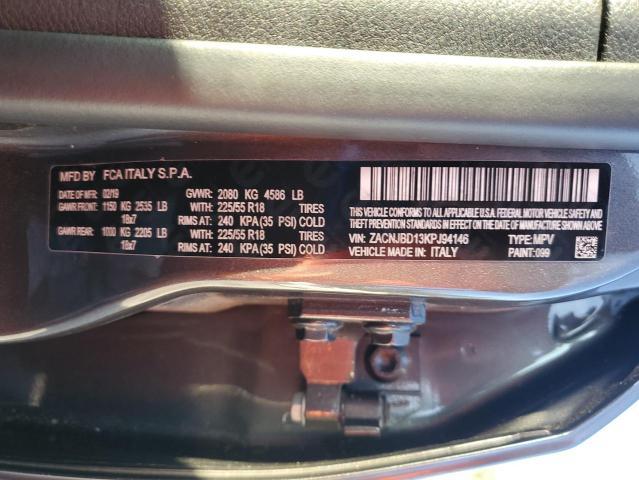 MFD BY FCA ITALY S.P.A.
DATE OF MFR: 02/19 GVWR: 2080 KG 4586 LB
GAWR FRONT: 1150 KG 2535 LB WITH: 225/55 R18 TIRES
18x7 RIMS AT: 240 KPA(35 PSI) COLD
GAWR REAR: 1000 KG 2205 LB WITH: 225/55 R18 TIRES
18x7 RIMS AT: 240 KPA(35 PSI) COLD
THIS VEHICLE CONFORMS TO ALL APPLICABLE U.S.A. FEDERAL MOTOR VEHICLE SAFETY, BUMPER AND
THEFT PREVENTION STANDARDS IN EFFECT ON THE DATE OF MANUFACTURE SHOWN ABOVE
VIN: ZACNJBD13KPJ94146 TYPE: MPV
VEHICLE MADE IN: ITALY PAINT:099